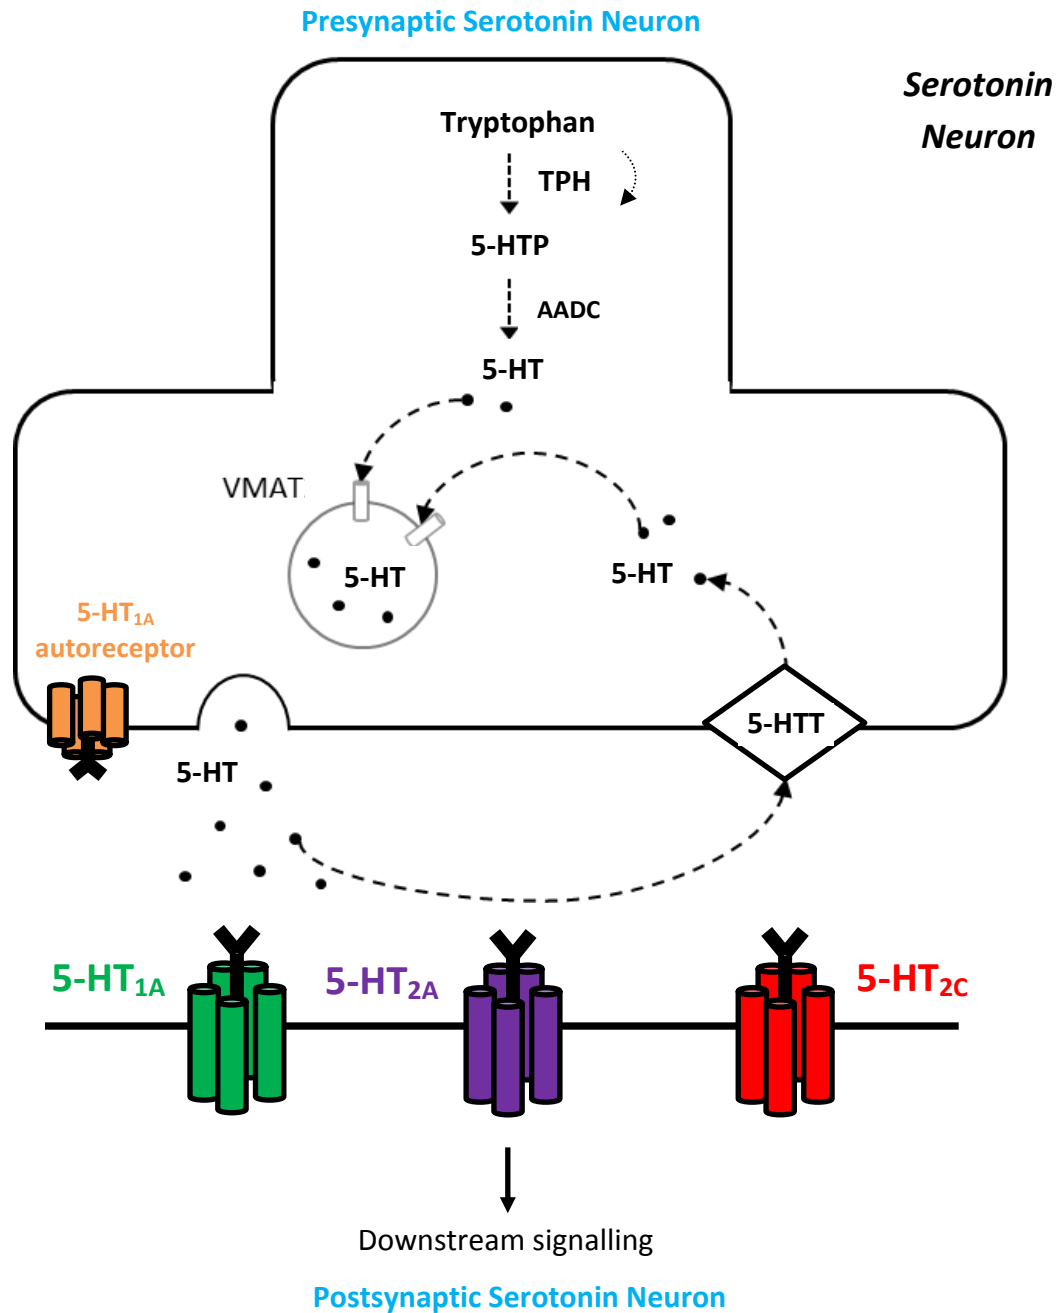 Presynaptic Serotonin Neuron
Serotonin
Neuron
Tryptophan
TPH
5-HTP
AADC
5-HT
VMAT
5-HT
5-HT
5-HT1A
autoreceptor
5-HTT
5-HT
5-HT1A
5-HT2A
5-HT2C
Downstream signalling
Postsynaptic Serotonin Neuron